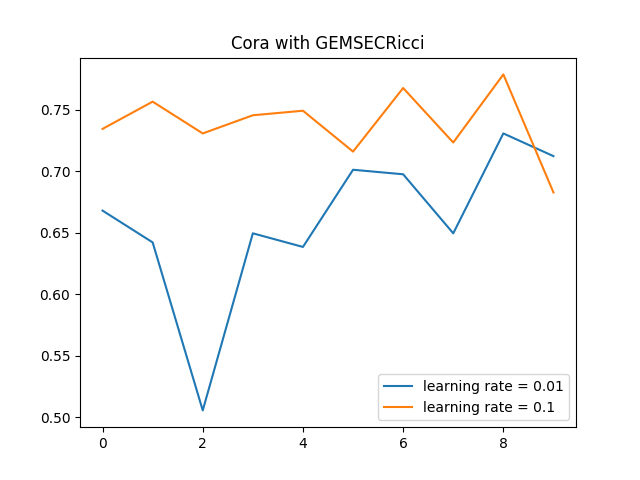 Cora with GEMSECRicci
0.75
0.70
0.65
0.60
0.55
0.50
0 2 4 6 8
learning rate = 0.01
learning rate = 0.1